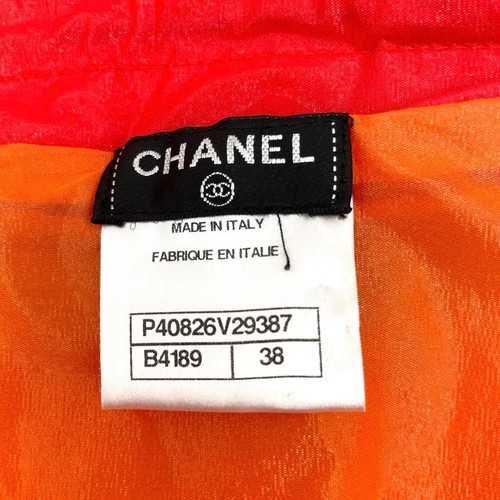 CHANEL
MADE IN ITALY
FABRIQUE EN ITALIE
P40826V29387
B4189 38